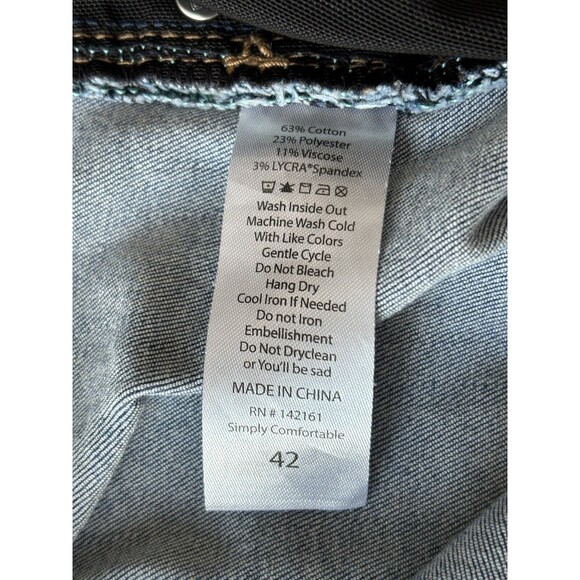 63% Cotton
23% Polyester
11% Viscose
3% LYCRA®Spandex
Wash Inside Out
Machine Wash Cold
With Like Colors
Gentle Cycle
Do Not Bleach
Hang Dry
Cool Iron If Needed
Do not Iron
Embellishment
Do Not Dryclean
or You'll be sad
MADE IN CHINA
RN # 142161
Simply Comfortable
42